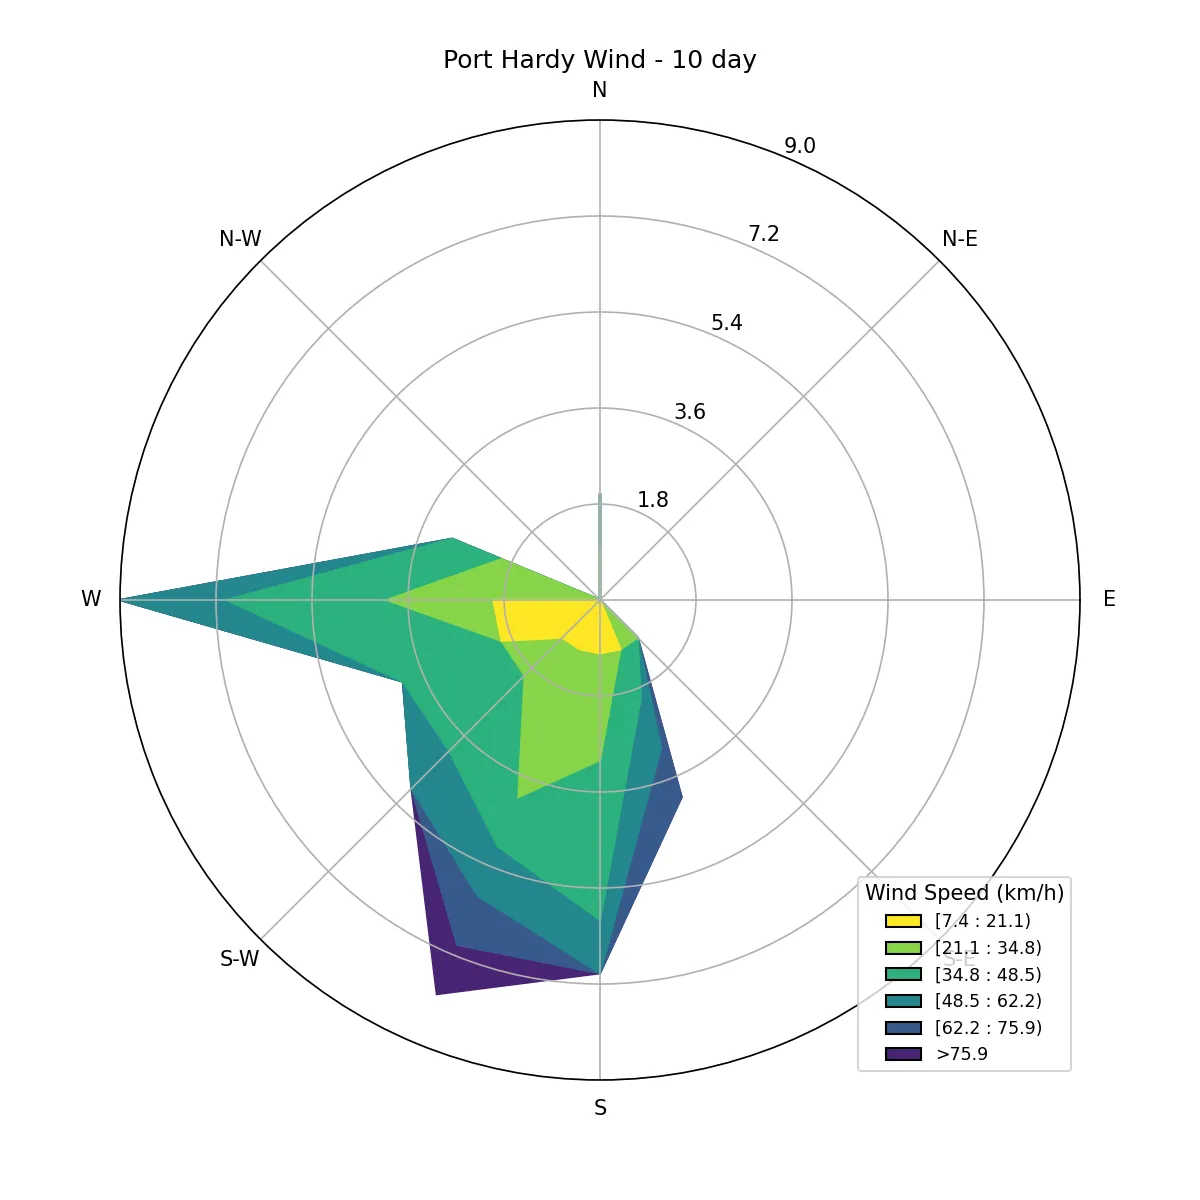 Port Hardy Wind - 10 day
N
9.0
7.2
N-W
N-E
5.4
3.6
1.8
W
E
Wind Speed (km/h)
[7.4 : 21.1)
[21.1 : 34.8)
S-W
S-E
[34.8 : 48.5)
[48.5 : 62.2)
[62.2 : 75.9)
>75.9
S